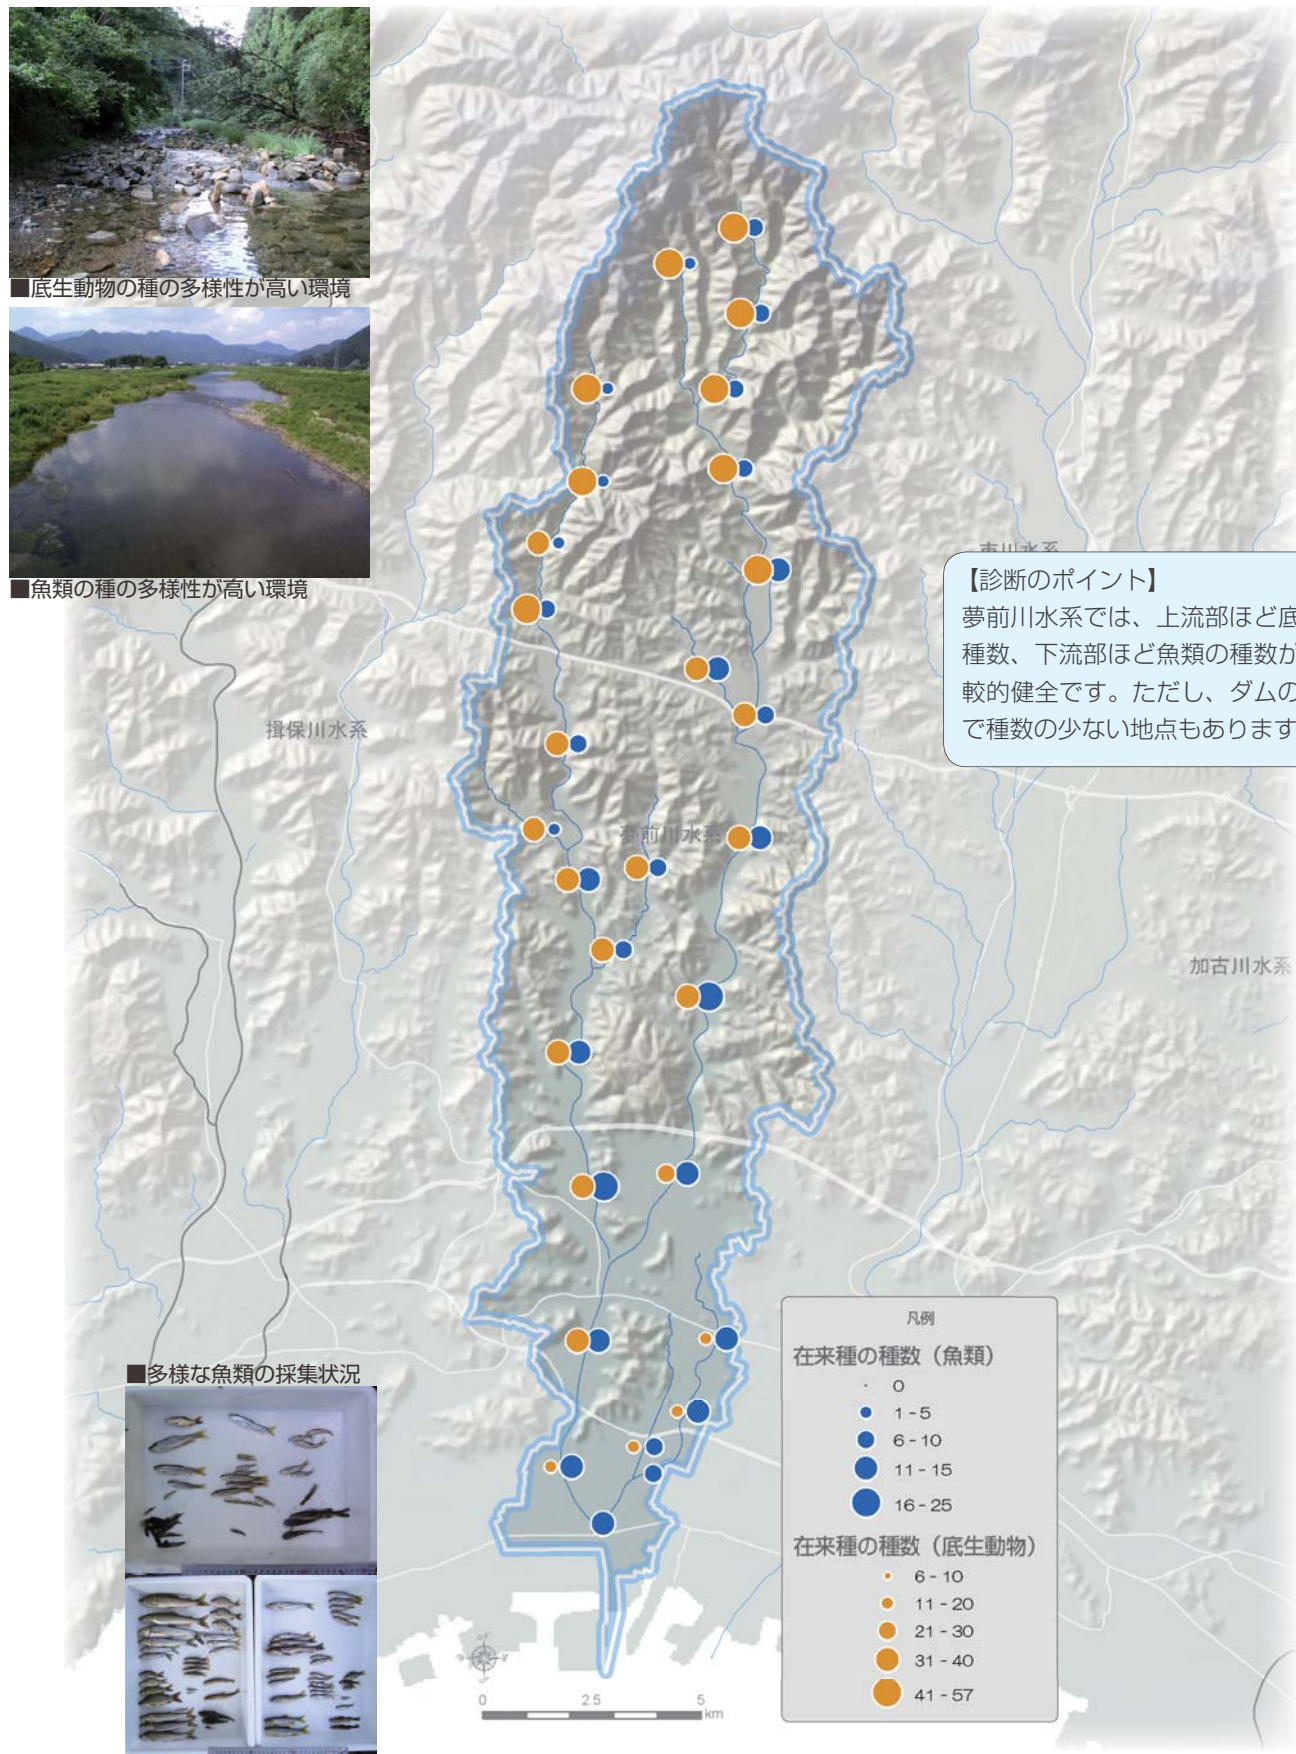 ■底生動物の種の多様性が高い環境
■魚類の種の多様性が高い環境
市川水系
【診断のポイント】
夢前川水系では、上流部ほど底
種数、下流部ほど魚類の種数が
較的健全です。ただし、ダムの
で種数の少ない地点もあります
揖保川水系
夢前川水系
加古川水系
凡例
在来種の種数（魚類）
0
1 - 5
6 - 10
11 - 15
16 - 25
在来種の種数（底生動物）
6 - 10
11 - 20
21 - 30
31 - 40
41 - 57
■多様な魚類の採集状況
0 2.5 5
km